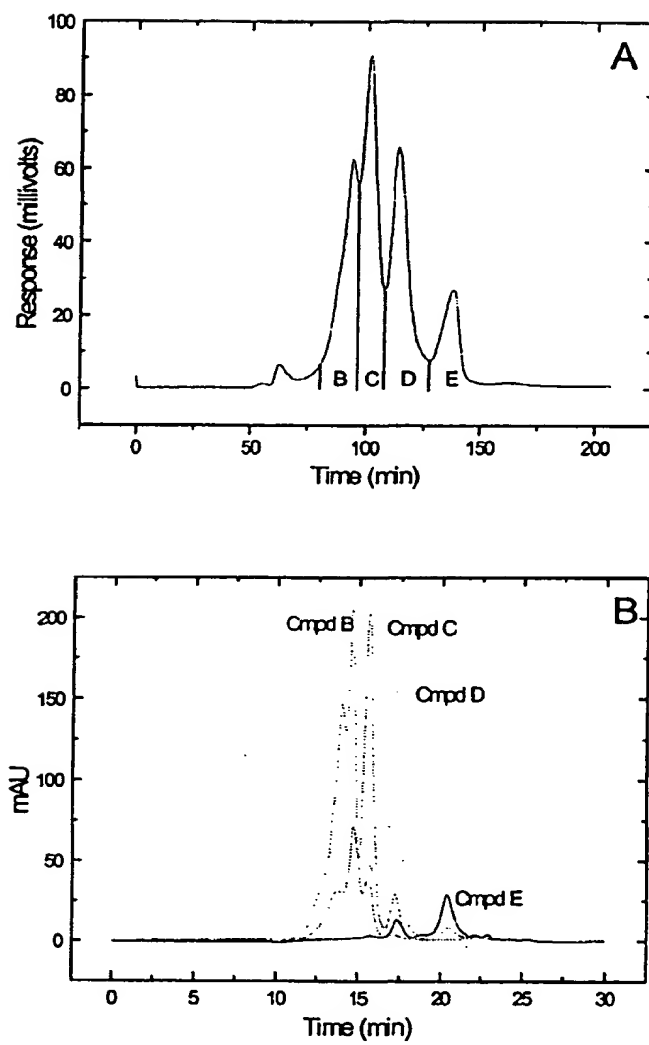 A
100
80
60
40
20
0
Response (millivolts)
B C D E
0 50 100 150 200
Time (min)
B
200
150
100
50
0
mAU
Cmpd B
Cmpd C
Cmpd D
Cmpd E
0 5 10 15 20 25 30
Time (min)